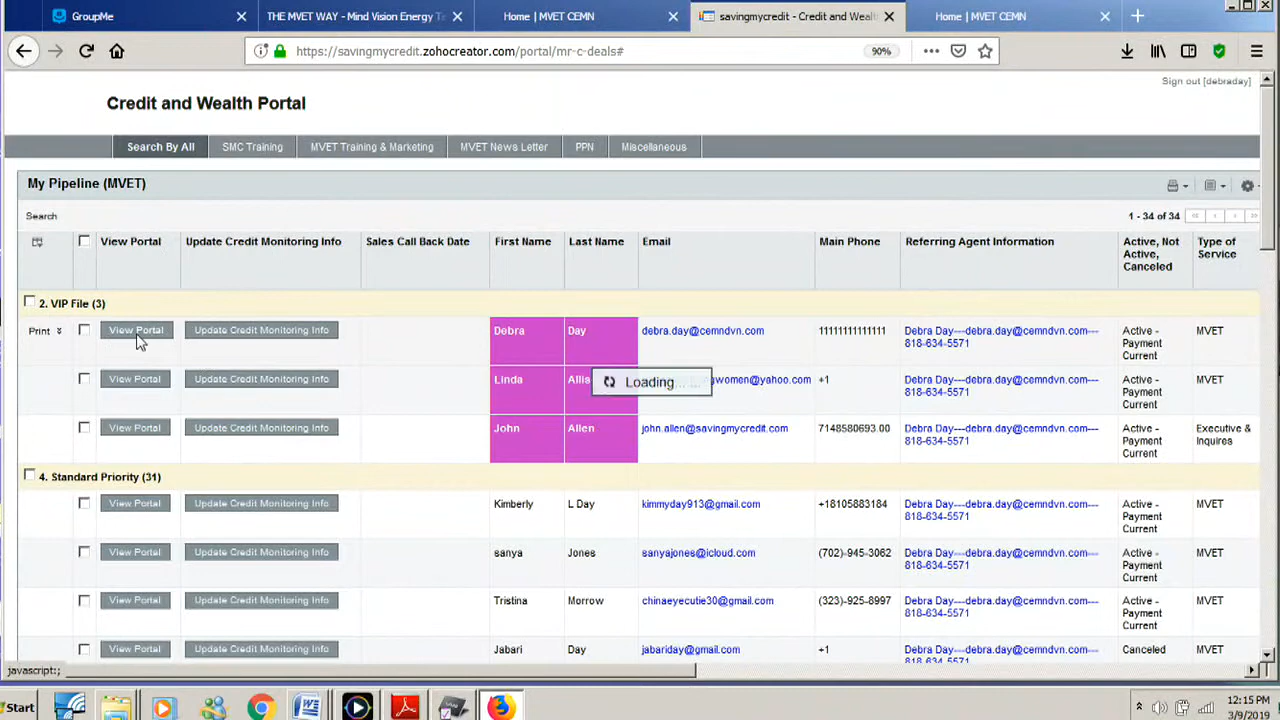 GroupMe
THE MVET WAY - Mind Vision Energy Te
Home | MVET CEMN
savingmycredit - Credit and Wealt
Home | MVET CEMN
https://savingmycredit.zohocreator.com/portal/mr-c-deals#
90%
Sign out [debraday]
Credit and Wealth Portal
Search By All
SMC Training
MVET Training & Marketing
MVET News Letter
PPN
Miscellaneous
My Pipeline (MVET)
Search
1 - 34 of 34
View Portal
Update Credit Monitoring Info
Sales Call Back Date
First Name
Last Name
Email
Main Phone
Referring Agent Information
Active, Not
Active,
Canceled
Type of
Service
2. VIP File (3)
Print
View Portal
Update Credit Monitoring Info
Debra
Day
debra.day@cemndvn.com
11111111111111
Debra Day---debra.day@cemndvn.com---
818-634-5571
Active -
Payment
Current
MVET
View Portal
Update Credit Monitoring Info
Linda
Allis
Loading... ...
gwomen@yahoo.com
+1
Debra Day---debra.day@cemndvn.com---
818-634-5571
Active -
Payment
Current
MVET
View Portal
Update Credit Monitoring Info
John
Allen
john.allen@savingmycredit.com
7148580693.00
Debra Day---debra.day@cemndvn.com---
818-634-5571
Active -
Payment
Current
Executive &
Inquires
4. Standard Priority (31)
View Portal
Update Credit Monitoring Info
Kimberly
L Day
kimmyday913@gmail.com
+18105883184
Debra Day---debra.day@cemndvn.com---
818-634-5571
Active -
Payment
Current
MVET
View Portal
Update Credit Monitoring Info
sanya
Jones
sanyajones@icloud.com
(702)-945-3062
Debra Day---debra.day@cemndvn.com---
818-634-5571
Active -
Payment
Current
MVET
View Portal
Update Credit Monitoring Info
Tristina
Morrow
chinaeyecutie30@gmail.com
(323)-925-8997
Debra Day---debra.day@cemndvn.com---
818-634-5571
Active -
Payment
Current
MVET
View Portal
Update Credit Monitoring Info
Jabari
Day
jabariday@gmail.com
+1
Debra Day---debra.day@cemndvn.com---
818-634-5571
Canceled
MVET
javascript:;
Start
12:15 PM
3/9/2019